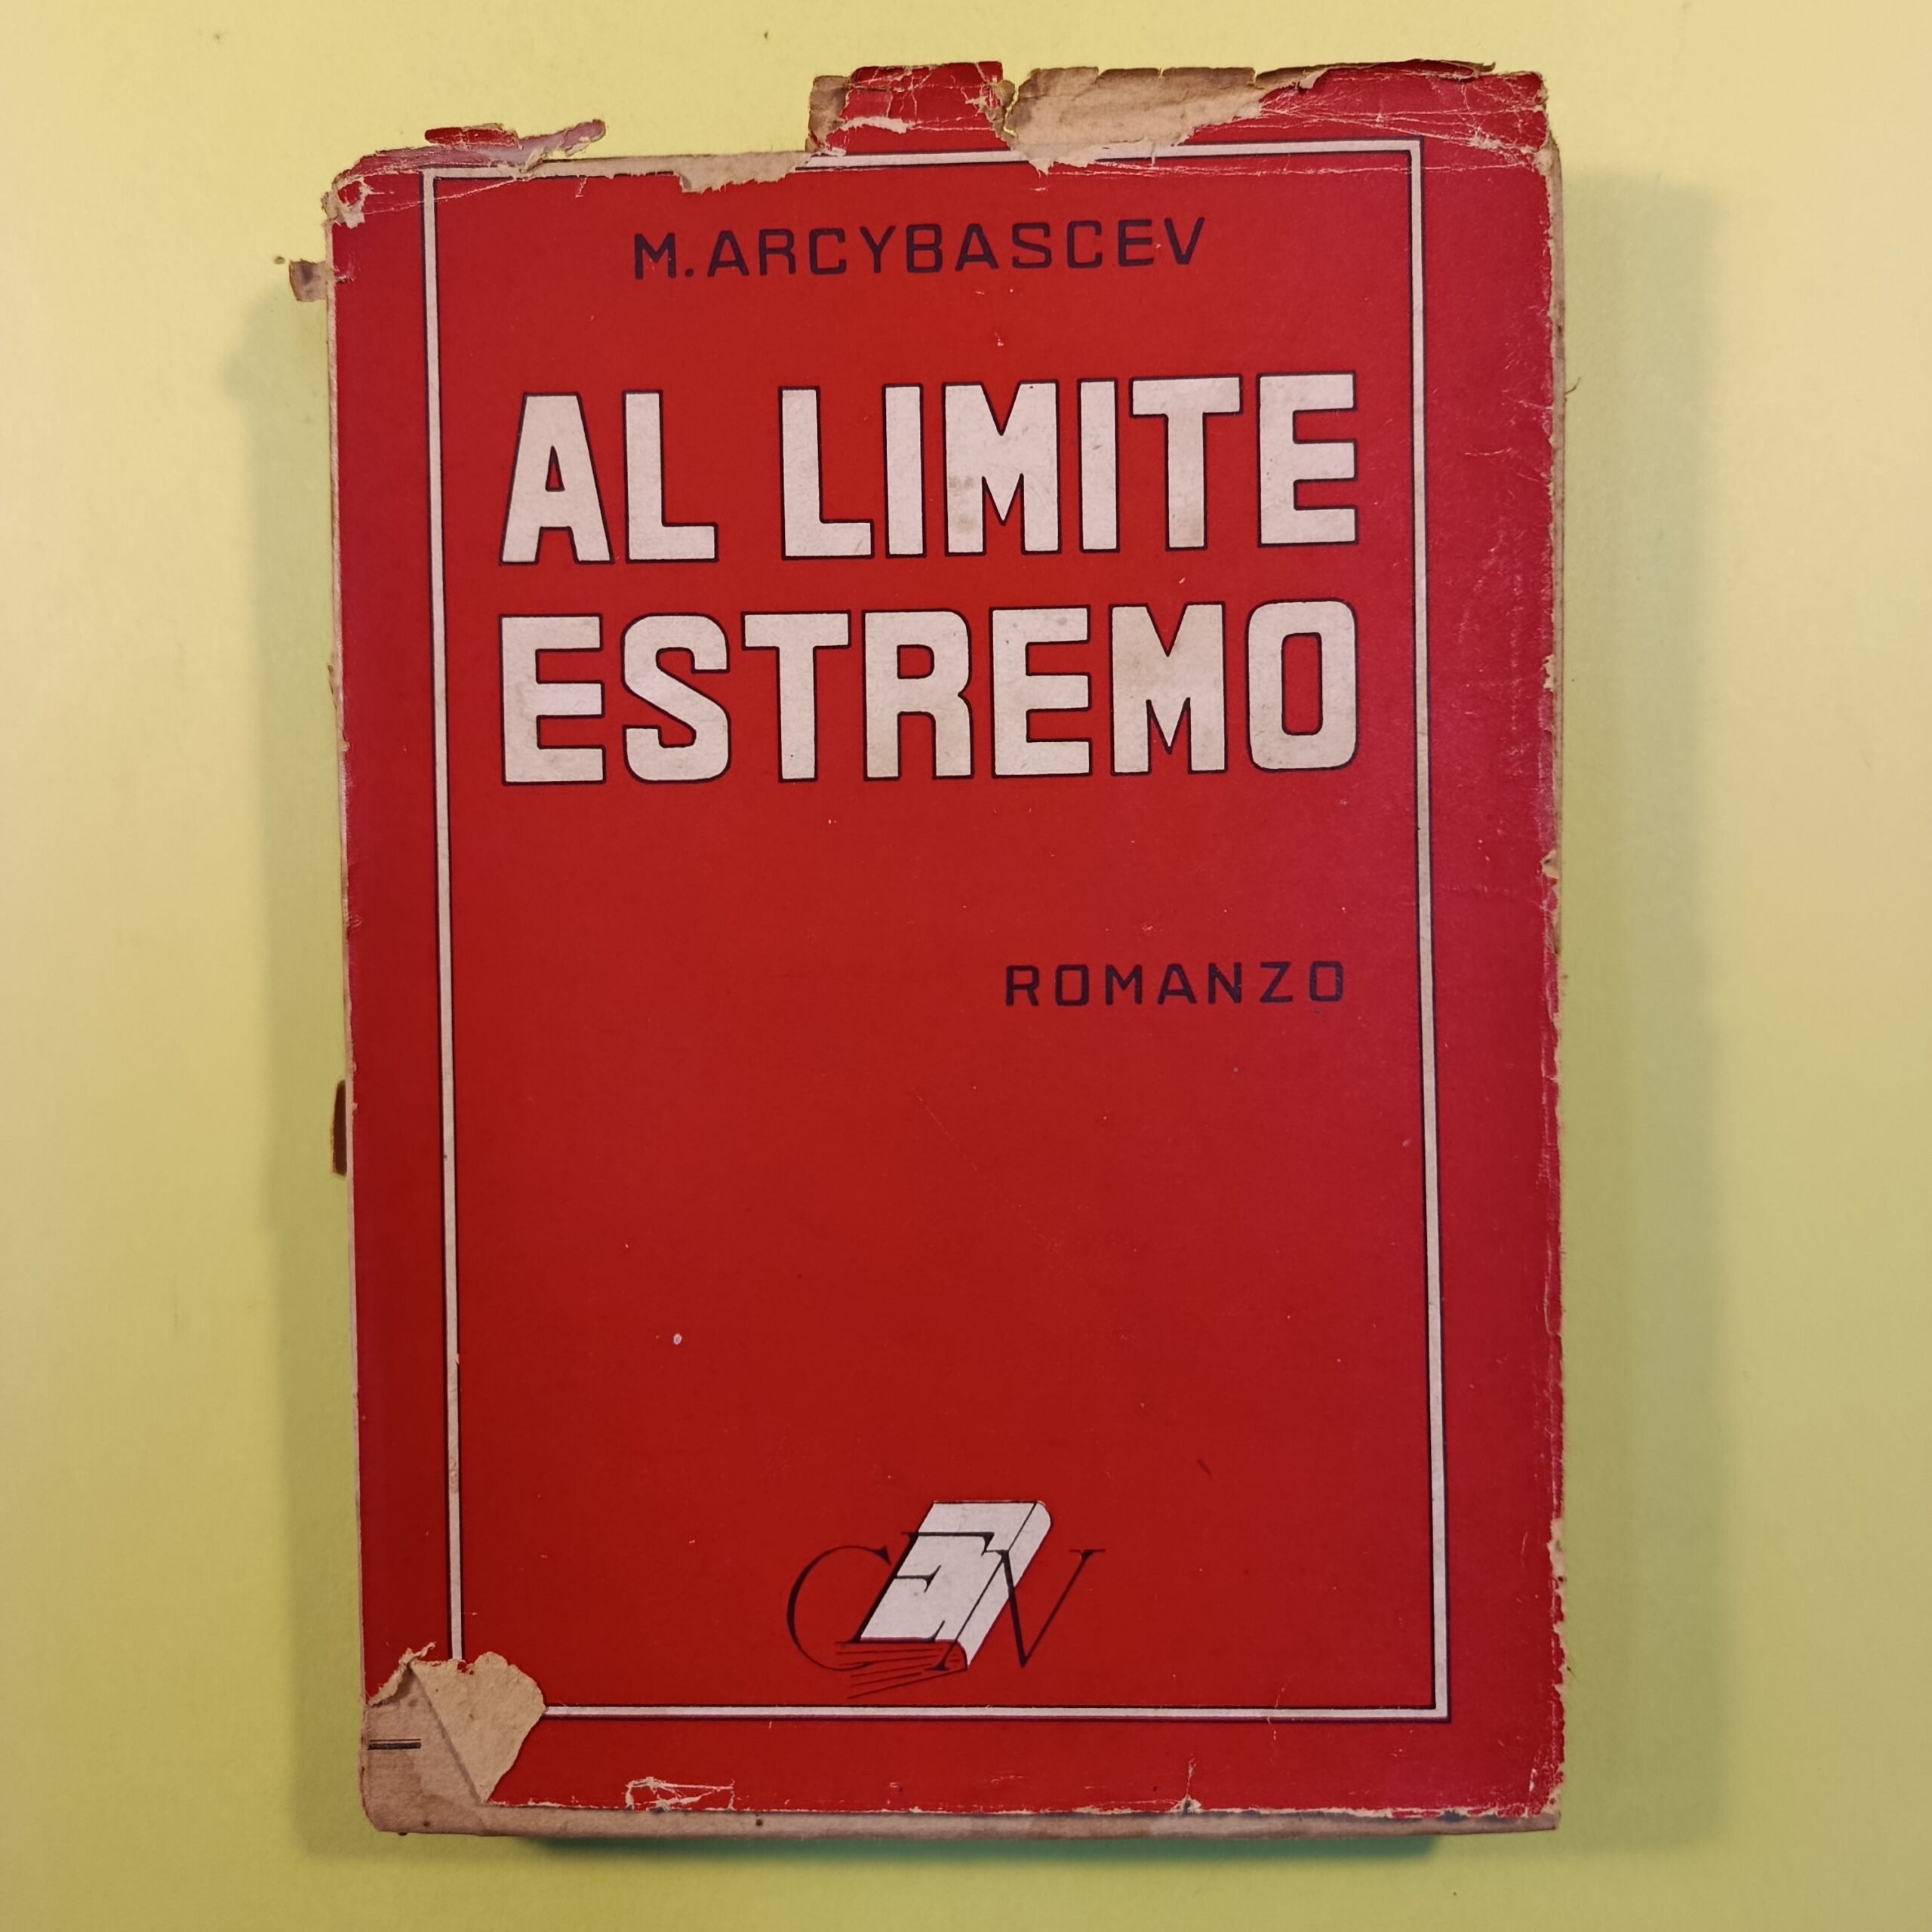 M. ARCYBASCEV
AL LIMITE
ESTREMO
ROMANZO
CEN